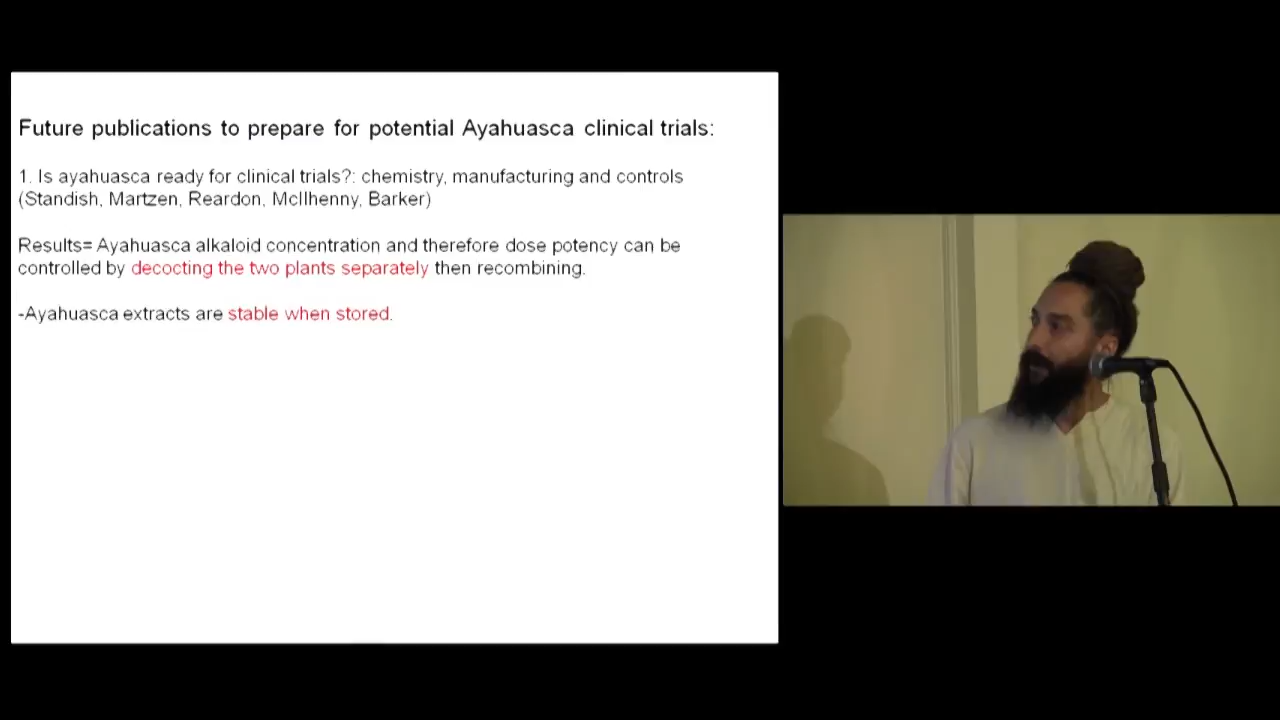 Future publications to prepare for potential Ayahuasca clinical trials:
1. Is ayahuasca ready for clinical trials?: chemistry, manufacturing and controls
(Standish, Martzen, Reardon, McIlhenny, Barker)
Results= Ayahuasca alkaloid concentration and therefore dose potency can be
controlled by decocting the two plants separately then recombining.
-Ayahuasca extracts are stable when stored.